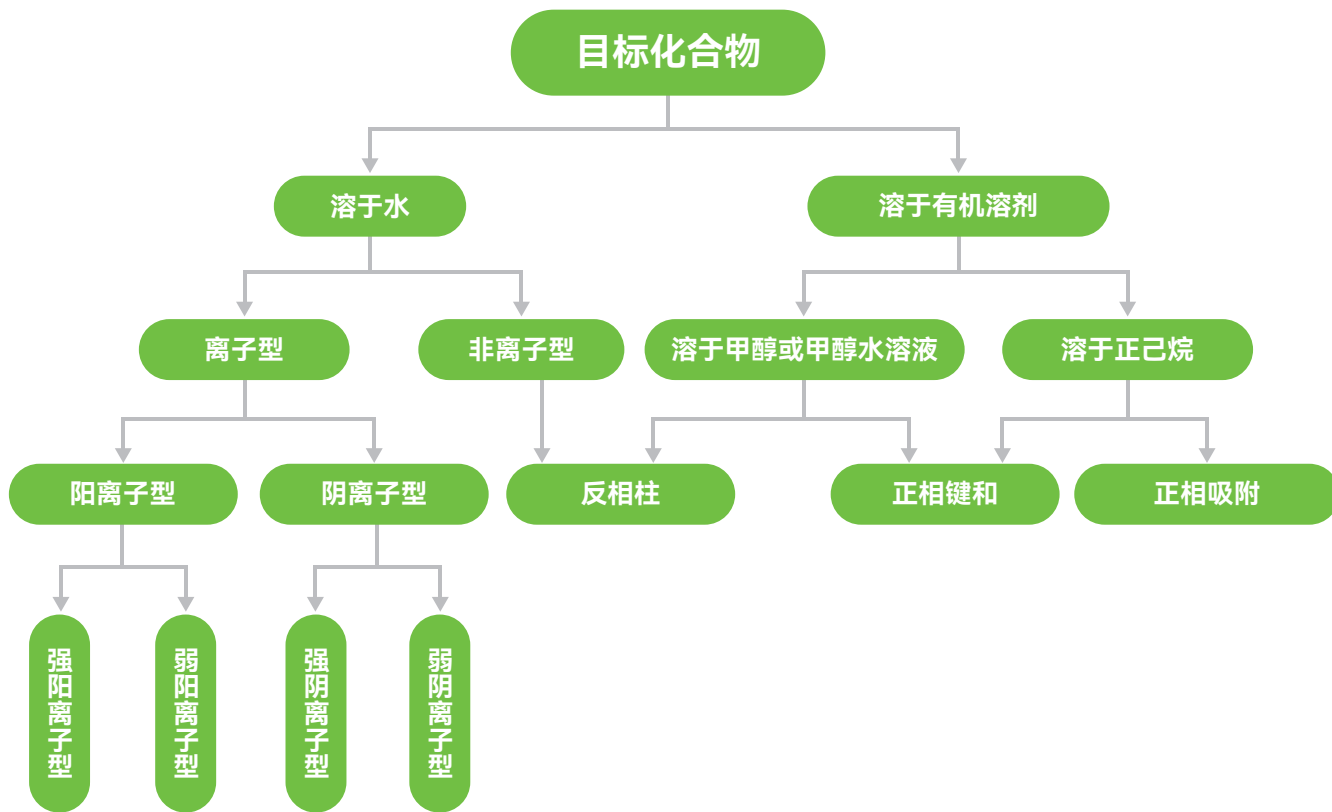 目标化合物
溶于水
溶于有机溶剂
离子型
非离子型
溶于甲醇或甲醇水溶液
溶于正己烷
阳离子型
阴离子型
反相柱
正相键和
正相吸附
强阳离子型
弱阳离子型
强阴离子型
弱阴离子型